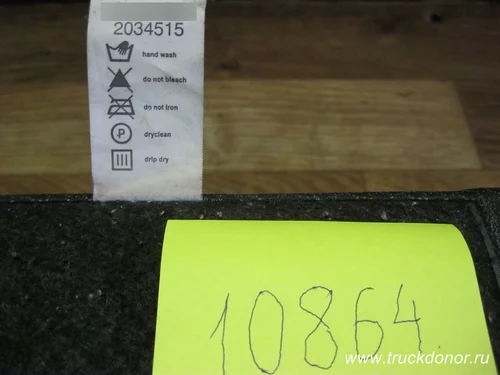 2034515
hand wash
do not bleach
do not iron
P dryclean
drip dry
10864
www.truckdonor.ru